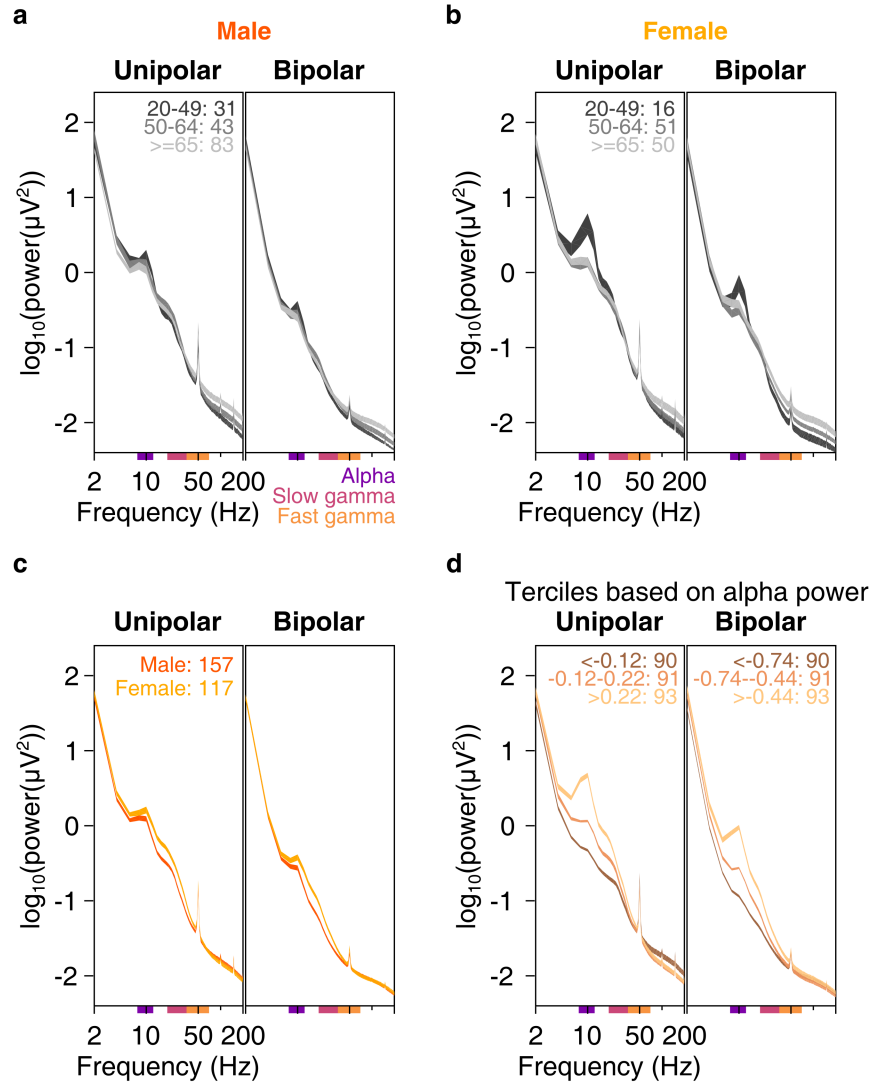 a
Male
Unipolar Bipolar
log10(power(µV2))
2
1
0
-1
-2
20-49: 31
50-64: 43
>=65: 83
2 10 50 200
Frequency (Hz)
Alpha
Slow gamma
Fast gamma
b
Female
Unipolar Bipolar
log10(power(µV2))
2
1
0
-1
-2
20-49: 16
50-64: 51
>=65: 50
2 10 50 200
Frequency (Hz)
c
Unipolar Bipolar
log10(power(µV2))
2
1
0
-1
-2
Male: 157
Female: 117
2 10 50 200
Frequency (Hz)
d
Terciles based on alpha power
Unipolar Bipolar
log10(power(µV2))
2
1
0
-1
-2
<-0.12: 90
-0.12-0.22: 91
>0.22: 93
<-0.74: 90
-0.74--0.44: 91
>-0.44: 93
2 10 50 200
Frequency (Hz)